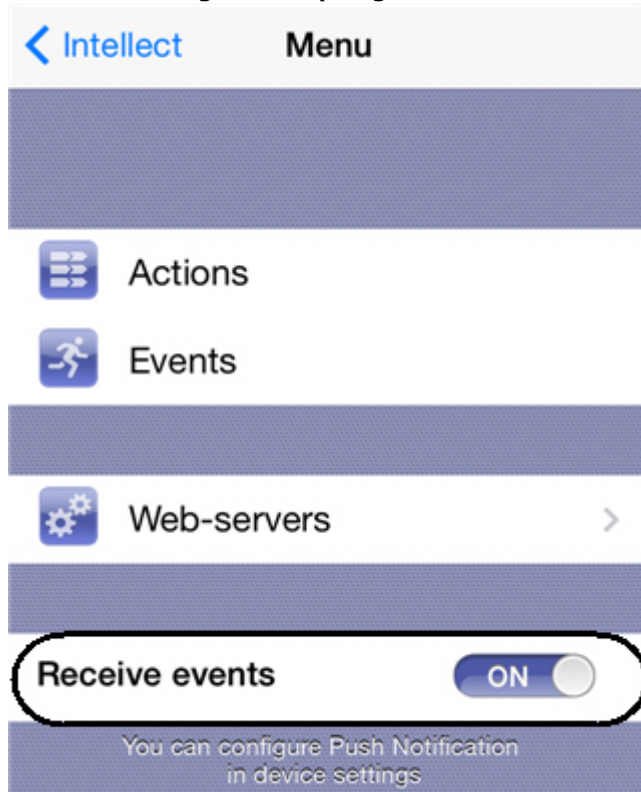 Intellect Menu
Actions
Events
Web-servers
Receive events ON
You can configure Push Notification
in device settings